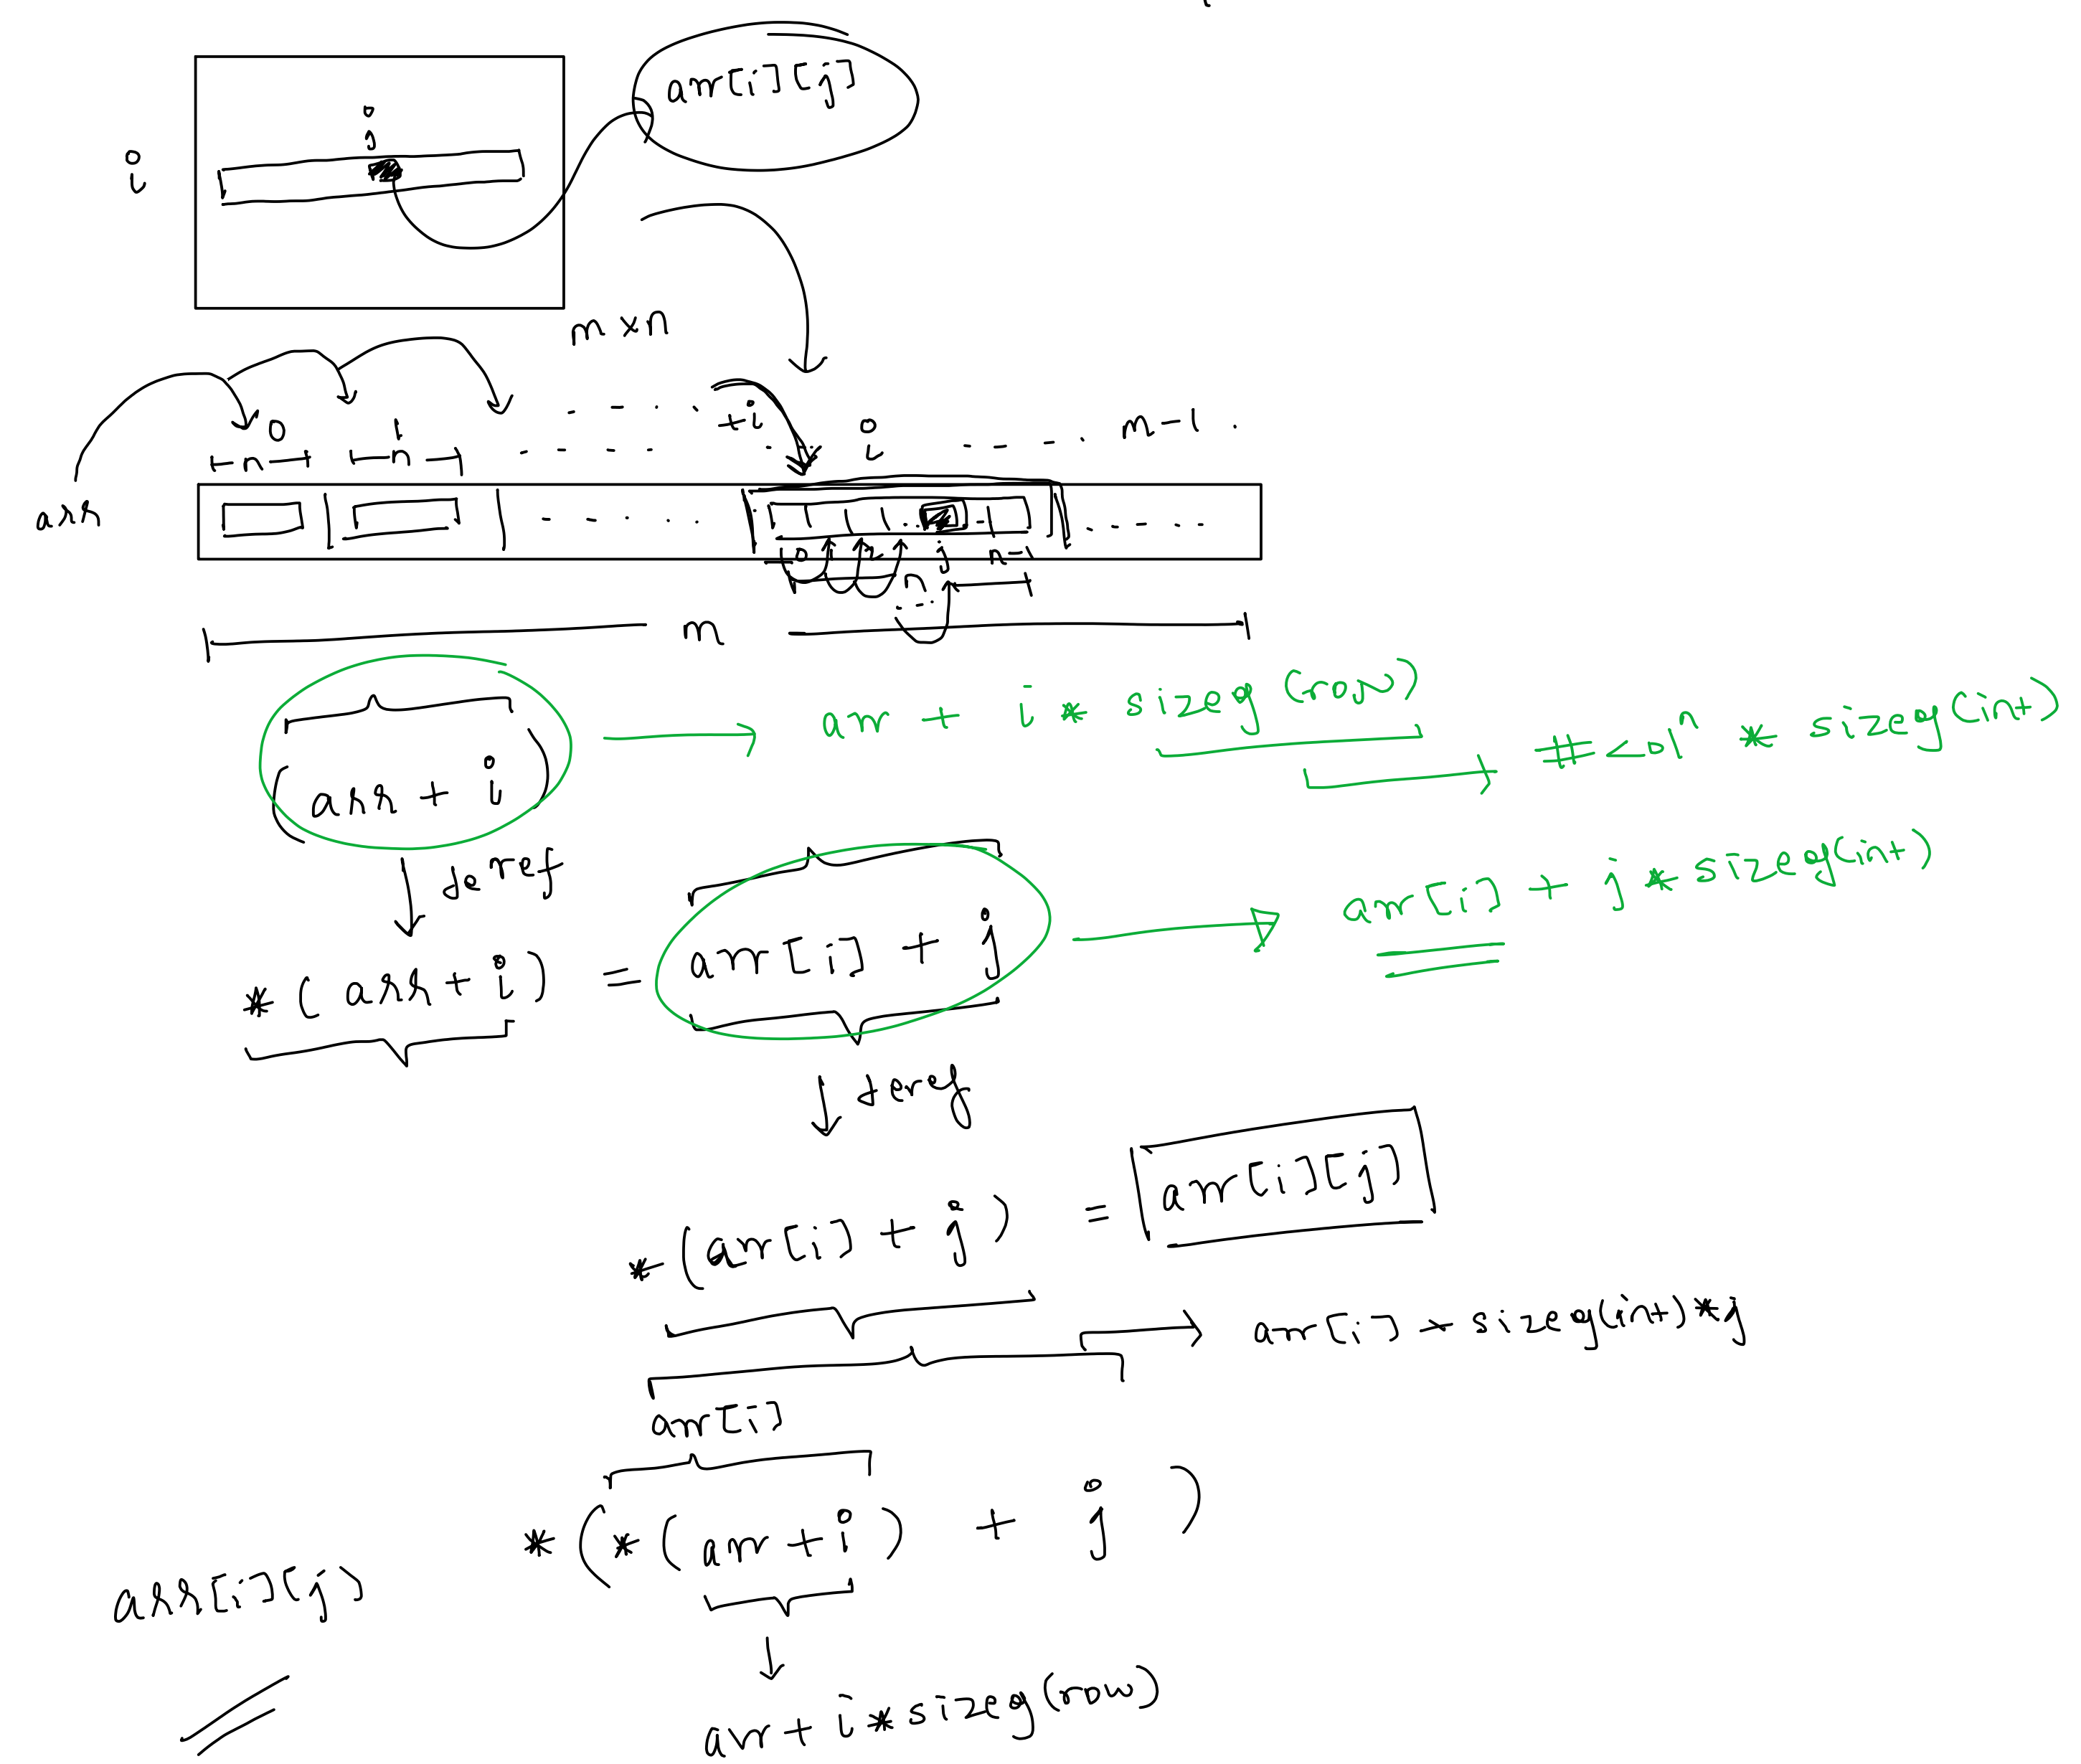 arr[i][j]
j
i
m x n
arr
0 1 - - . . +i i - - - . m-1 .
n n
0 1 2 j n-1
n
m
(arr + i) → arr + i * sizeof(row) → #col * sizeof(int)
deref
*(arr + i) = arr[i] + j → arr[i] + j * sizeof(int)
deref
*(arr[i] + j) = arr[i][j]
arr[i] + sizeof(int) * j
arr[i]
*(*(arr + i) + j)
arr[i][j]
arr + i * sizeof(row)